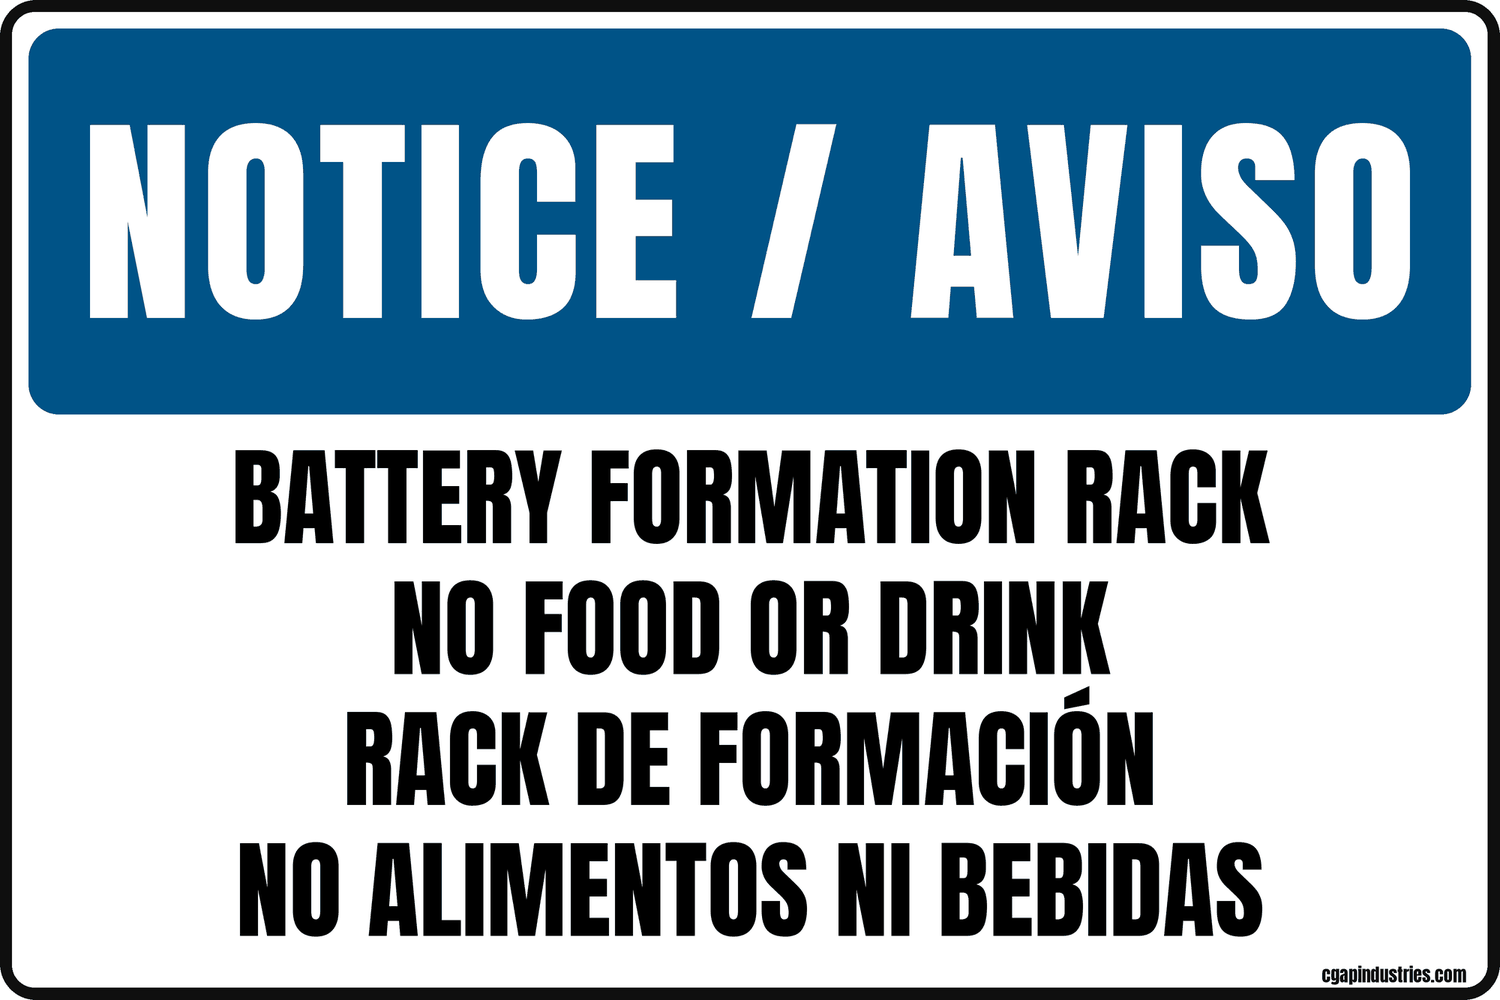 NOTICE / AVISO
BATTERY FORMATION RACK
NO FOOD OR DRINK
RACK DE FORMACIÓN
NO ALIMENTOS NI BEBIDAS
cgapindustries.com